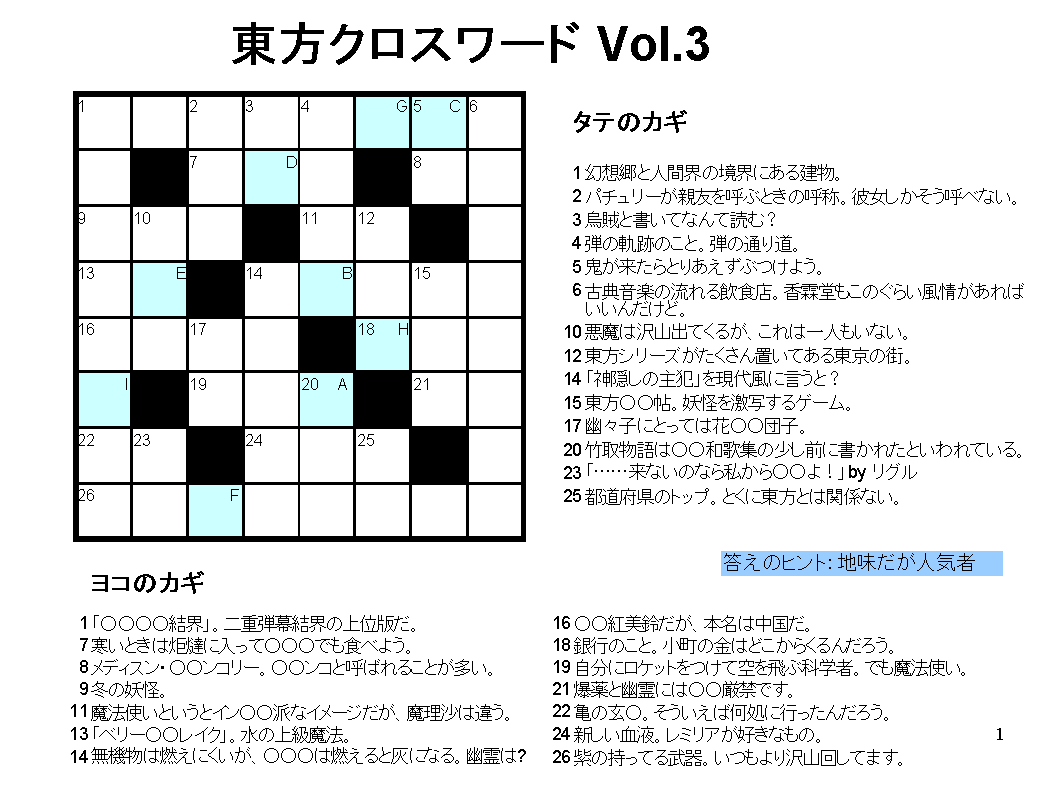 東方クロスワード Vol.3
1 2 3 4 G 5 C 6
7 D 8
9 10 11 12
13 E 14 B 15
16 17 18 H
I 19 20 A 21
22 23 24 25
26 F
タテのカギ
1 幻想郷と人間界の境界にある建物。
2 パチュリーが親友を呼ぶときの呼称。彼女しかそう呼べない。
3 烏賊と書いてなんて読む？
4 弾の軌跡のこと。弾の通り道。
5 鬼が来たらとりあえずぶつけよう。
6 古典音楽の流れる飲食店。香霖堂もこのぐらい風情があれば
いいんだけど。
10 悪魔は沢山出てくるが、これは一人もいない。
12 東方シリーズがたくさん置いてある東京の街。
14 「神隠しの主犯」を現代風に言うと？
15 東方○○帖。妖怪を激写するゲーム。
17 幽々子にとっては花○○団子。
20 竹取物語は○○和歌集の少し前に書かれたといわれている。
23 「……来ないのなら私から○○よ！」 by リグル
25 都道府県のトップ。とくに東方とは関係ない。
答えのヒント： 地味だが人気者
ヨコのカギ
1 「○○○○結界」。二重弾幕結界の上位版だ。
7 寒いときは炬燵に入って○○○でも食べよう。
8 メディスン・○○ンコリー。○○ンコと呼ばれることが多い。
9 冬の妖怪。
11 魔法使いというとイン○○派なイメージだが、魔理沙は違う。
13 「ベリー○○レイク」。水の上級魔法。
14 無機物は燃えにくいが、○○○は燃えると灰になる。幽霊は?
16 ○○紅美鈴だが、本名は中国だ。
18 銀行のこと。小町の金はどこからくるんだろう。
19 自分にロケットをつけて空を飛ぶ科学者。でも魔法使い。
21 爆薬と幽霊には○○厳禁です。
22 亀の玄○。そういえば何処に行ったんだろう。
24 新しい血液。レミリアが好きなもの。
26 紫の持ってる武器。いつもより沢山回してます。
1